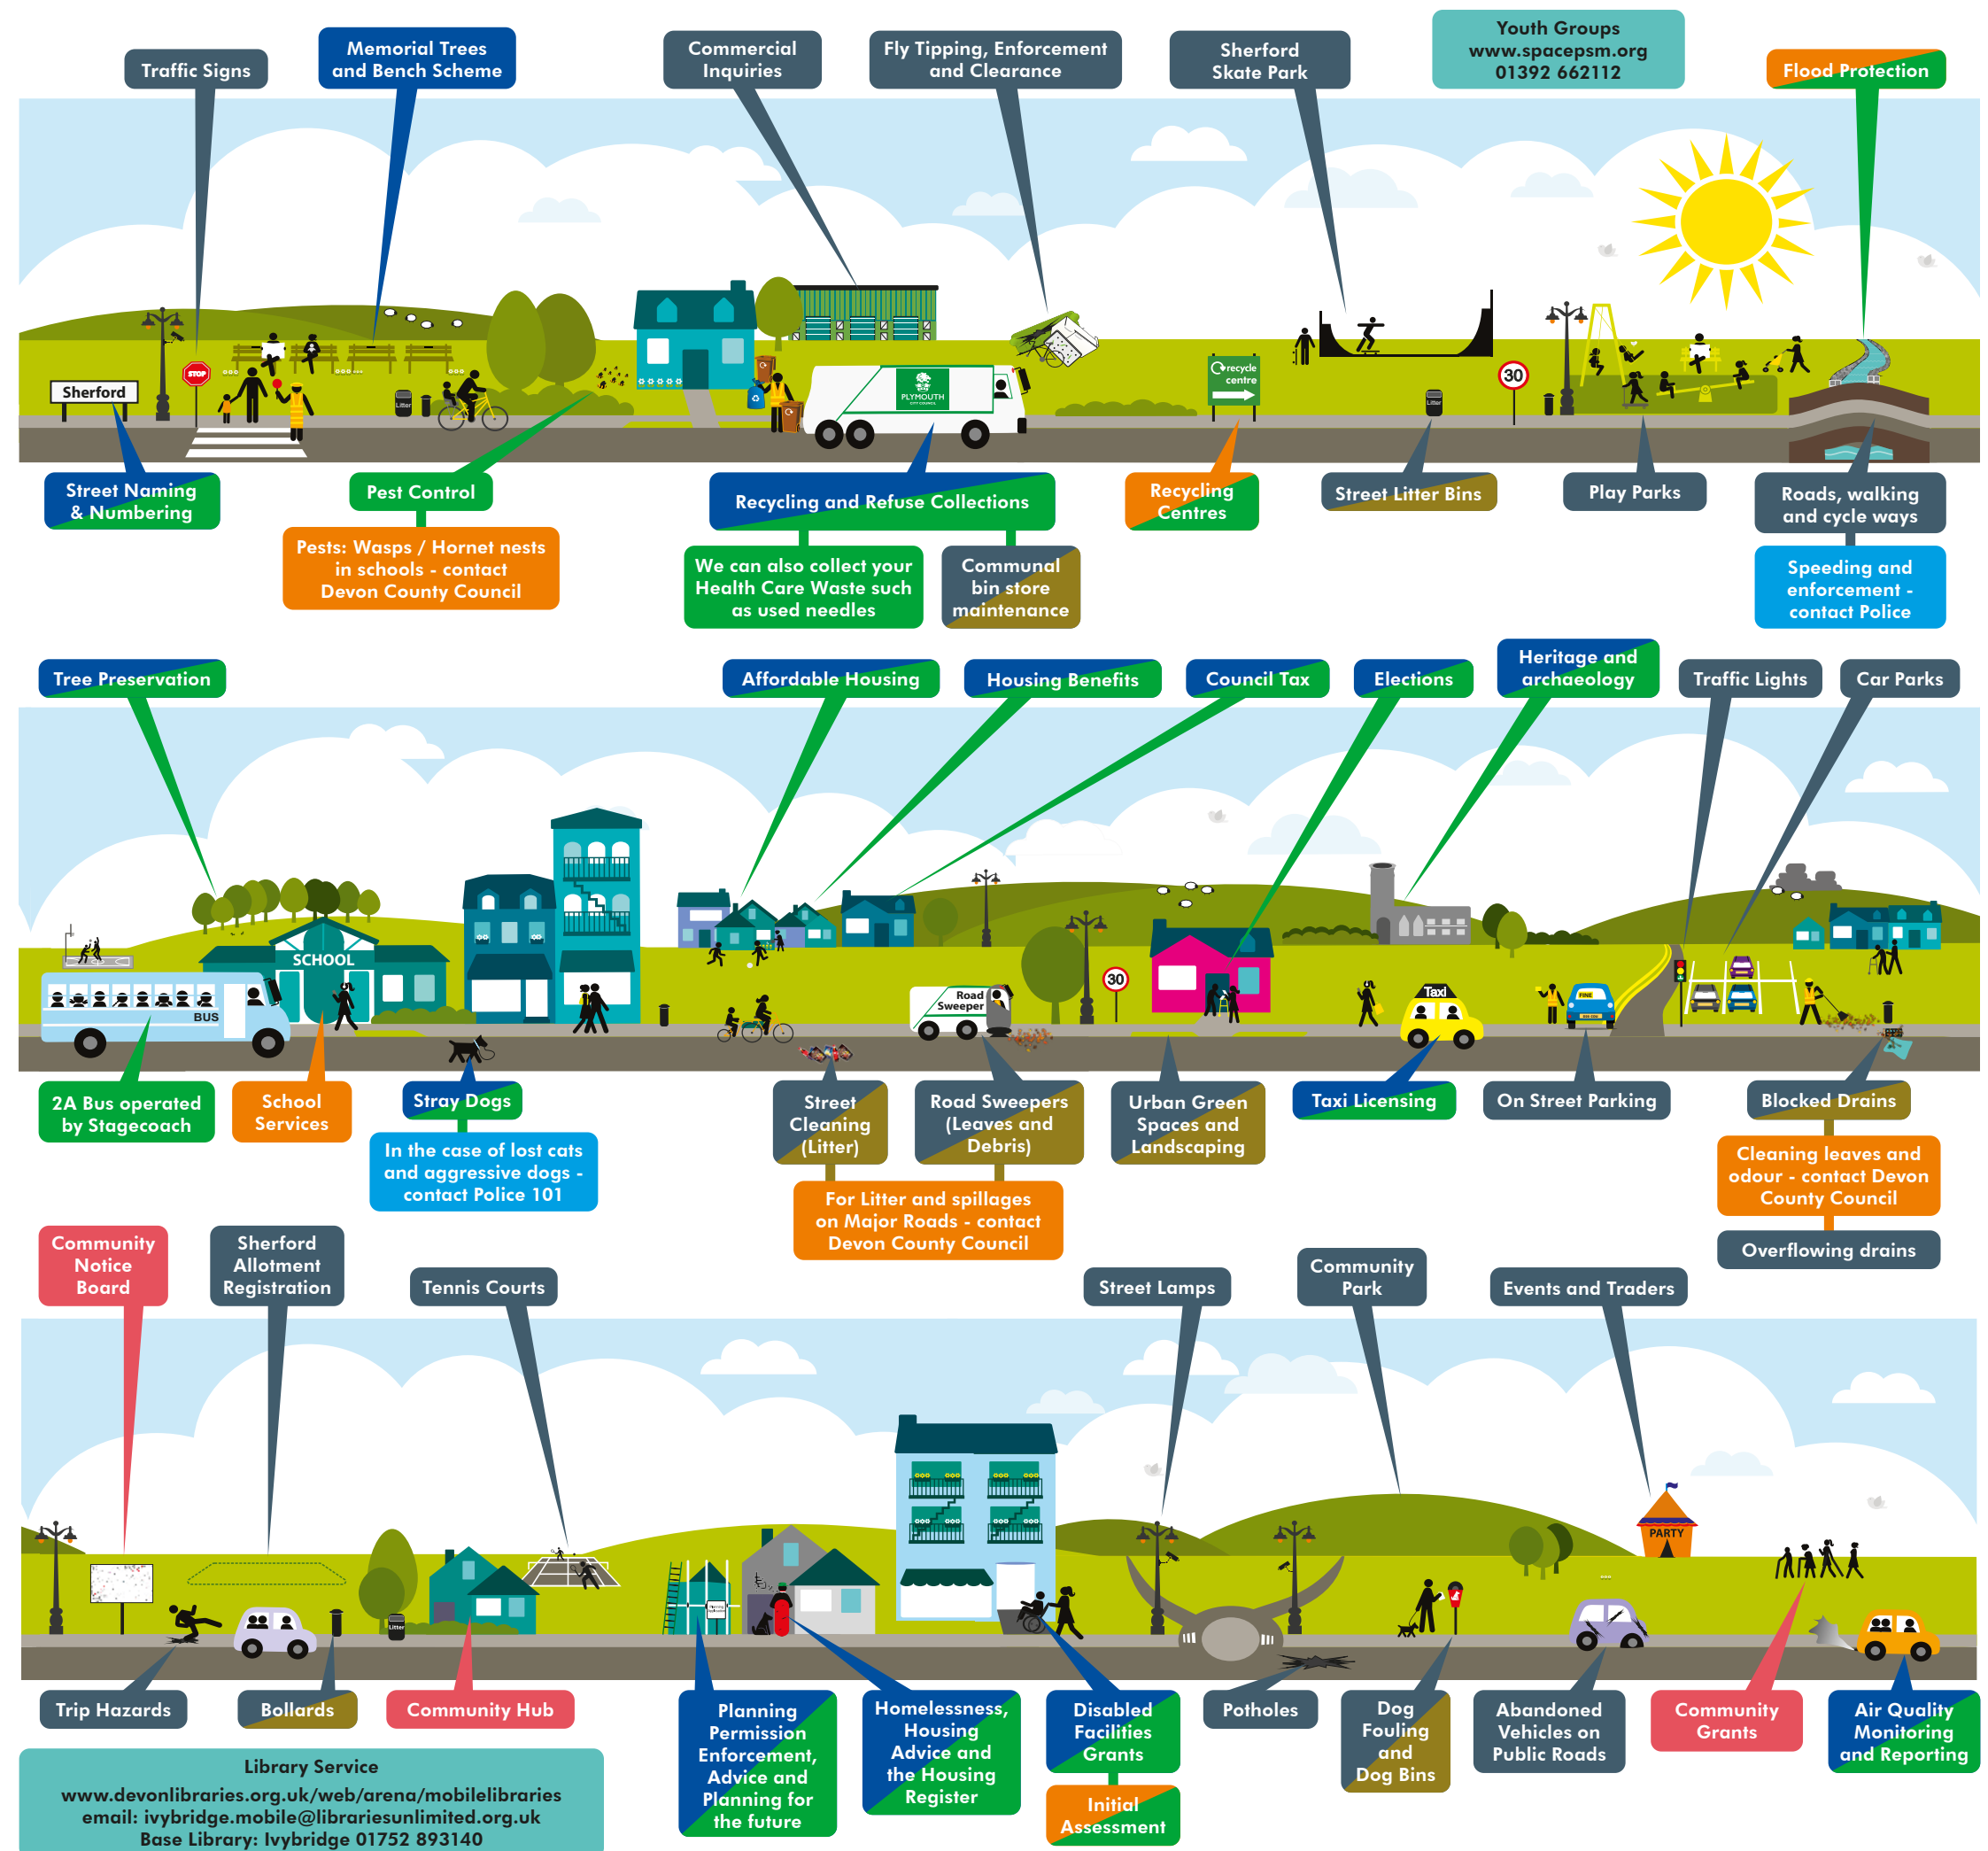 Traffic Signs
Memorial Trees
and Bench Scheme
Commercial
Inquiries
Fly Tipping, Enforcement
and Clearance
Sherford
Skate Park
Youth Groups
www.spacepsm.org
01392 662112
Flood Protection
Sherford
STOP
Litter
PLYMOUTH
CITY COUNCIL
recycle
centre
30
Litter
Street Naming
& Numbering
Pest Control
Pests: Wasps / Hornet nests
in schools - contact
Devon County Council
Recycling and Refuse Collections
We can also collect your
Health Care Waste such
as used needles
Communal
bin store
maintenance
Recycling
Centres
Street Litter Bins
Play Parks
Roads, walking
and cycle ways
Speeding and
enforcement -
contact Police
Tree Preservation
Affordable Housing
Housing Benefits
Council Tax
Elections
Heritage and
archaeology
Traffic Lights
Car Parks
SCHOOL
BUS
Road
Sweeper
30
Taxi
FINE
2A Bus operated
by Stagecoach
School
Services
Stray Dogs
In the case of lost cats
and aggressive dogs -
contact Police 101
Street
Cleaning
(Litter)
Road Sweepers
(Leaves and
Debris)
For Litter and spillages
on Major Roads - contact
Devon County Council
Urban Green
Spaces and
Landscaping
Taxi Licensing
On Street Parking
Blocked Drains
Cleaning leaves and
odour - contact Devon
County Council
Overflowing drains
Community
Notice
Board
Sherford
Allotment
Registration
Tennis Courts
Street Lamps
Community
Park
Events and Traders
PARTY
Litter
Trip Hazards
Bollards
Community Hub
Planning
Permission
Enforcement,
Advice and
Planning for
the future
Homelessness,
Housing
Advice and
the Housing
Register
Disabled
Facilities
Grants
Initial
Assessment
Potholes
Dog
Fouling
and
Dog Bins
Abandoned
Vehicles on
Public Roads
Community
Grants
Air Quality
Monitoring
and Reporting
Library Service
www.devonlibraries.org.uk/web/arena/mobilelibraries
email: ivybridge.mobile@librariesunlimited.org.uk
Base Library: Ivybridge 01752 893140